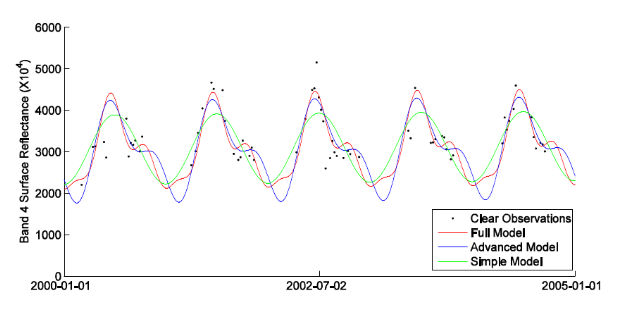 6000
5000
4000
3000
2000
1000
0
Band 4 Surface Reflectance (X10⁴)
Clear Observations
Full Model
Advanced Model
Simple Model
2000-01-01
2002-07-02
2005-01-01